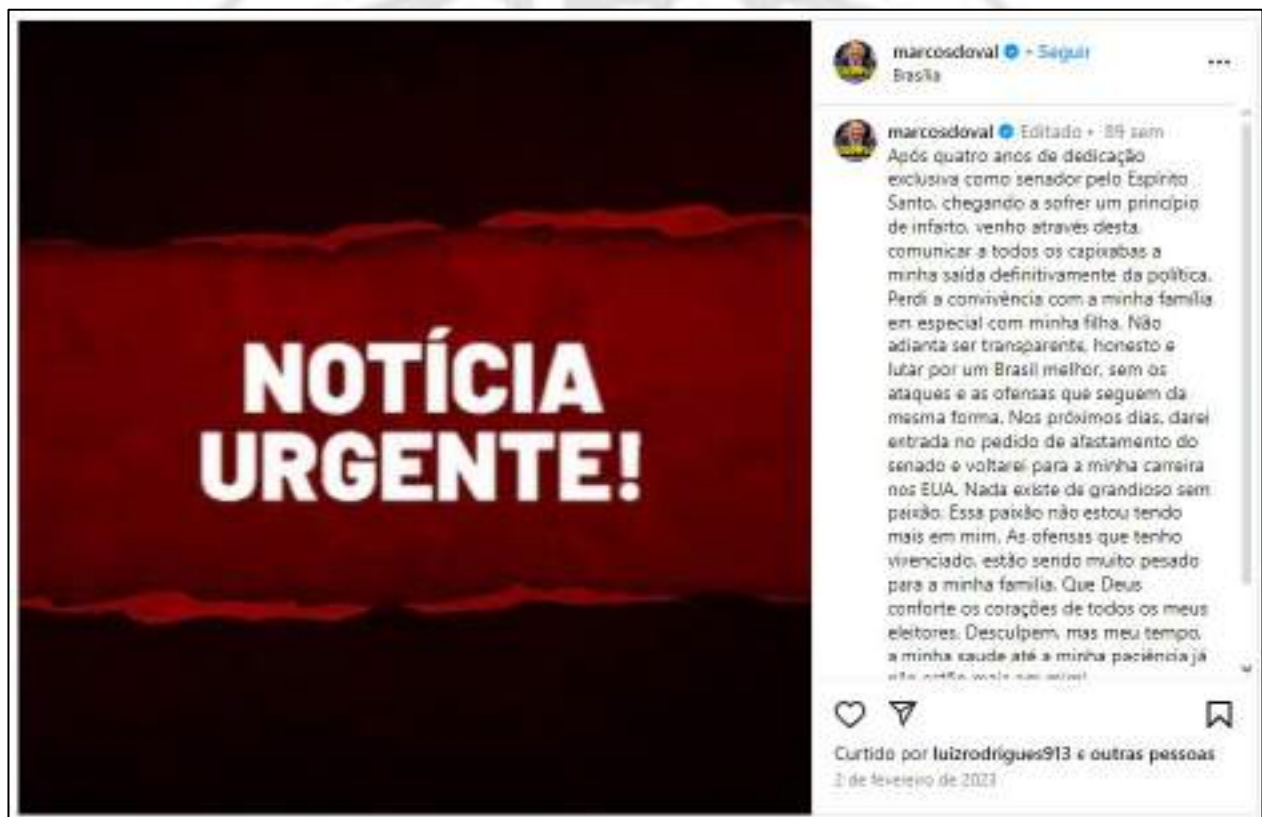 NOTÍCIA
URGENTE!
marcosdoval • Seguir
Brasília
marcosdoval Editado • 89 sem
Após quatro anos de dedicação
exclusiva como senador pelo Espírito
Santo, chegando a sofrer um princípio
de infarto, venho através desta,
comunicar a todos os capixabas a
minha saída definitivamente da política.
Perdi a convivência com a minha família
em especial com minha filha. Não
adianta ser transparente, honesto e
lutar por um Brasil melhor, sem os
ataques e as ofensas que seguem da
mesma forma. Nos próximos dias, darei
entrada no pedido de afastamento do
senado e voltarei para a minha carreira
nos EUA. Nada existe de grandioso sem
paixão. Essa paixão não estou tendo
mais em mim. As ofensas que tenho
vivenciado, estão sendo muito pesado
para a minha família. Que Deus
conforte os corações de todos os meus
eleitores. Desculpem, mas meu tempo,
a minha saude até a minha paciência já
não estão mais em mim!
Curtido por luizrodrigues913 e outras pessoas
2 de fevereiro de 2023